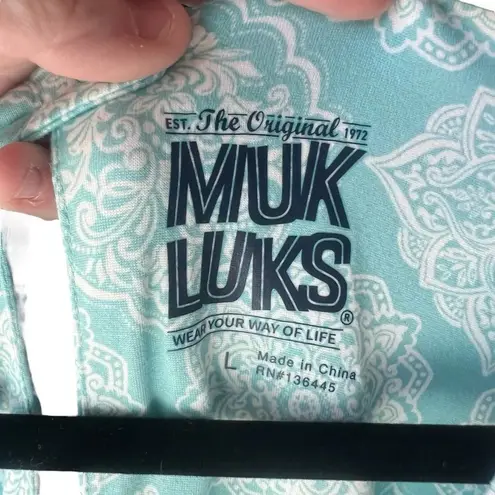 EST. The Original 1972
MUK
LUKS®
WEAR YOUR WAY OF LIFE
L Made in China
RN#136445